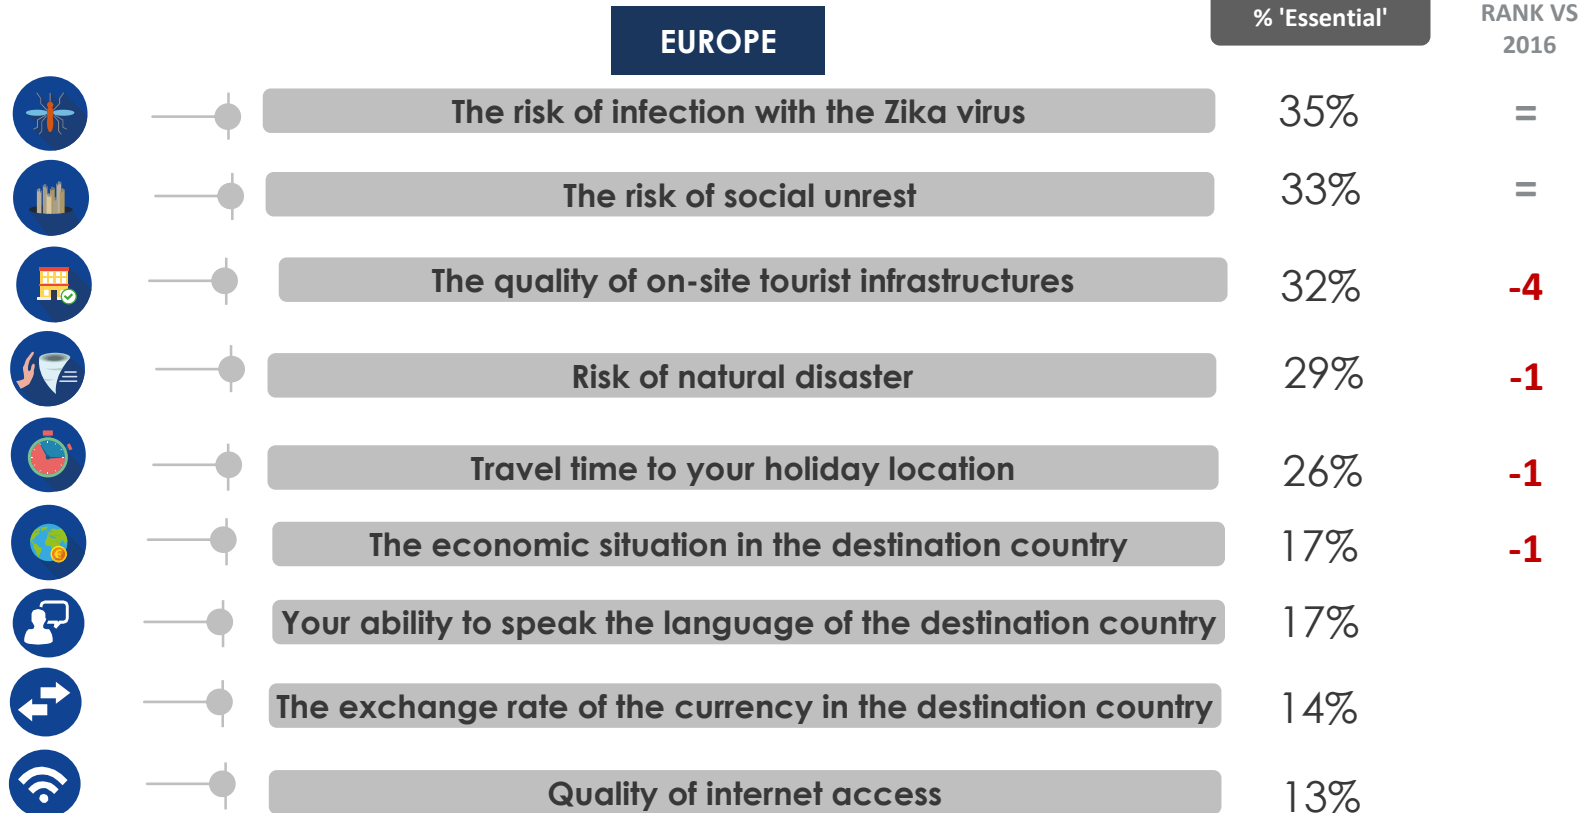 % 'Essential'
RANK VS
2016
EUROPE
The risk of infection with the Zika virus 35% =
The risk of social unrest 33% =
The quality of on-site tourist infrastructures 32% -4
Risk of natural disaster 29% -1
Travel time to your holiday location 26% -1
The economic situation in the destination country 17% -1
Your ability to speak the language of the destination country 17%
The exchange rate of the currency in the destination country 14%
Quality of internet access 13%